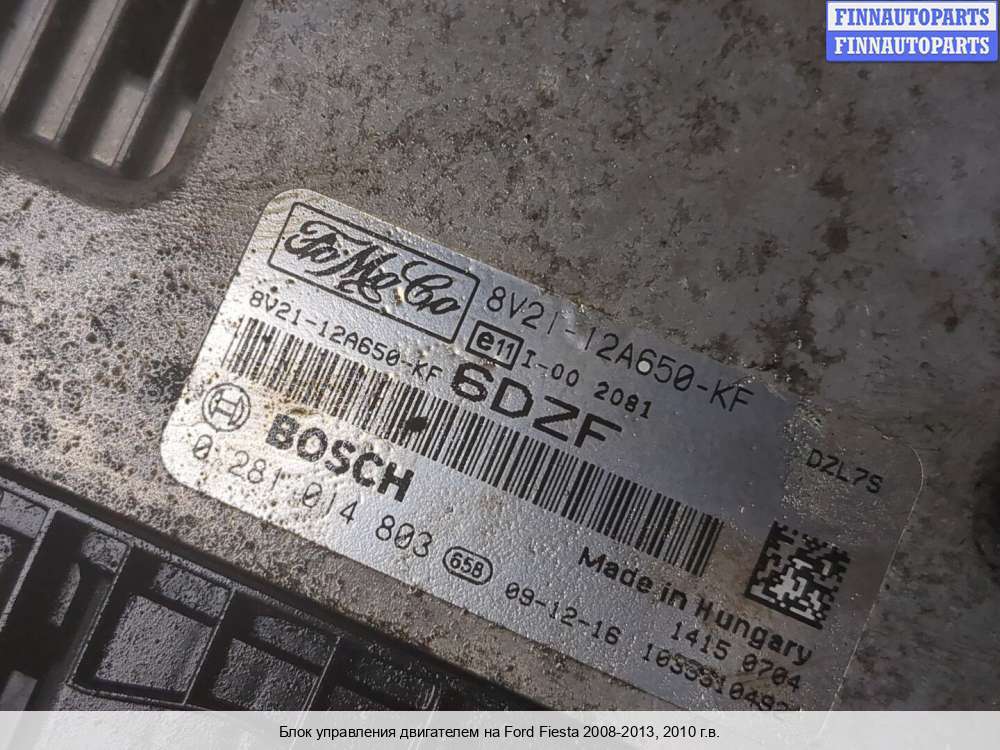 FINNAUTOPARTS
FINNAUTOPARTS
FoMoCo
8V21-12A650-KF
e11 I-00 2081
8V21-12A650-KF
6DZF
DZL7S
BOSCH
0 281 014 803
65B
09-12-16
Made in Hungary
1415 0704
Блок управления двигателем на Ford Fiesta 2008-2013, 2010 г.в.